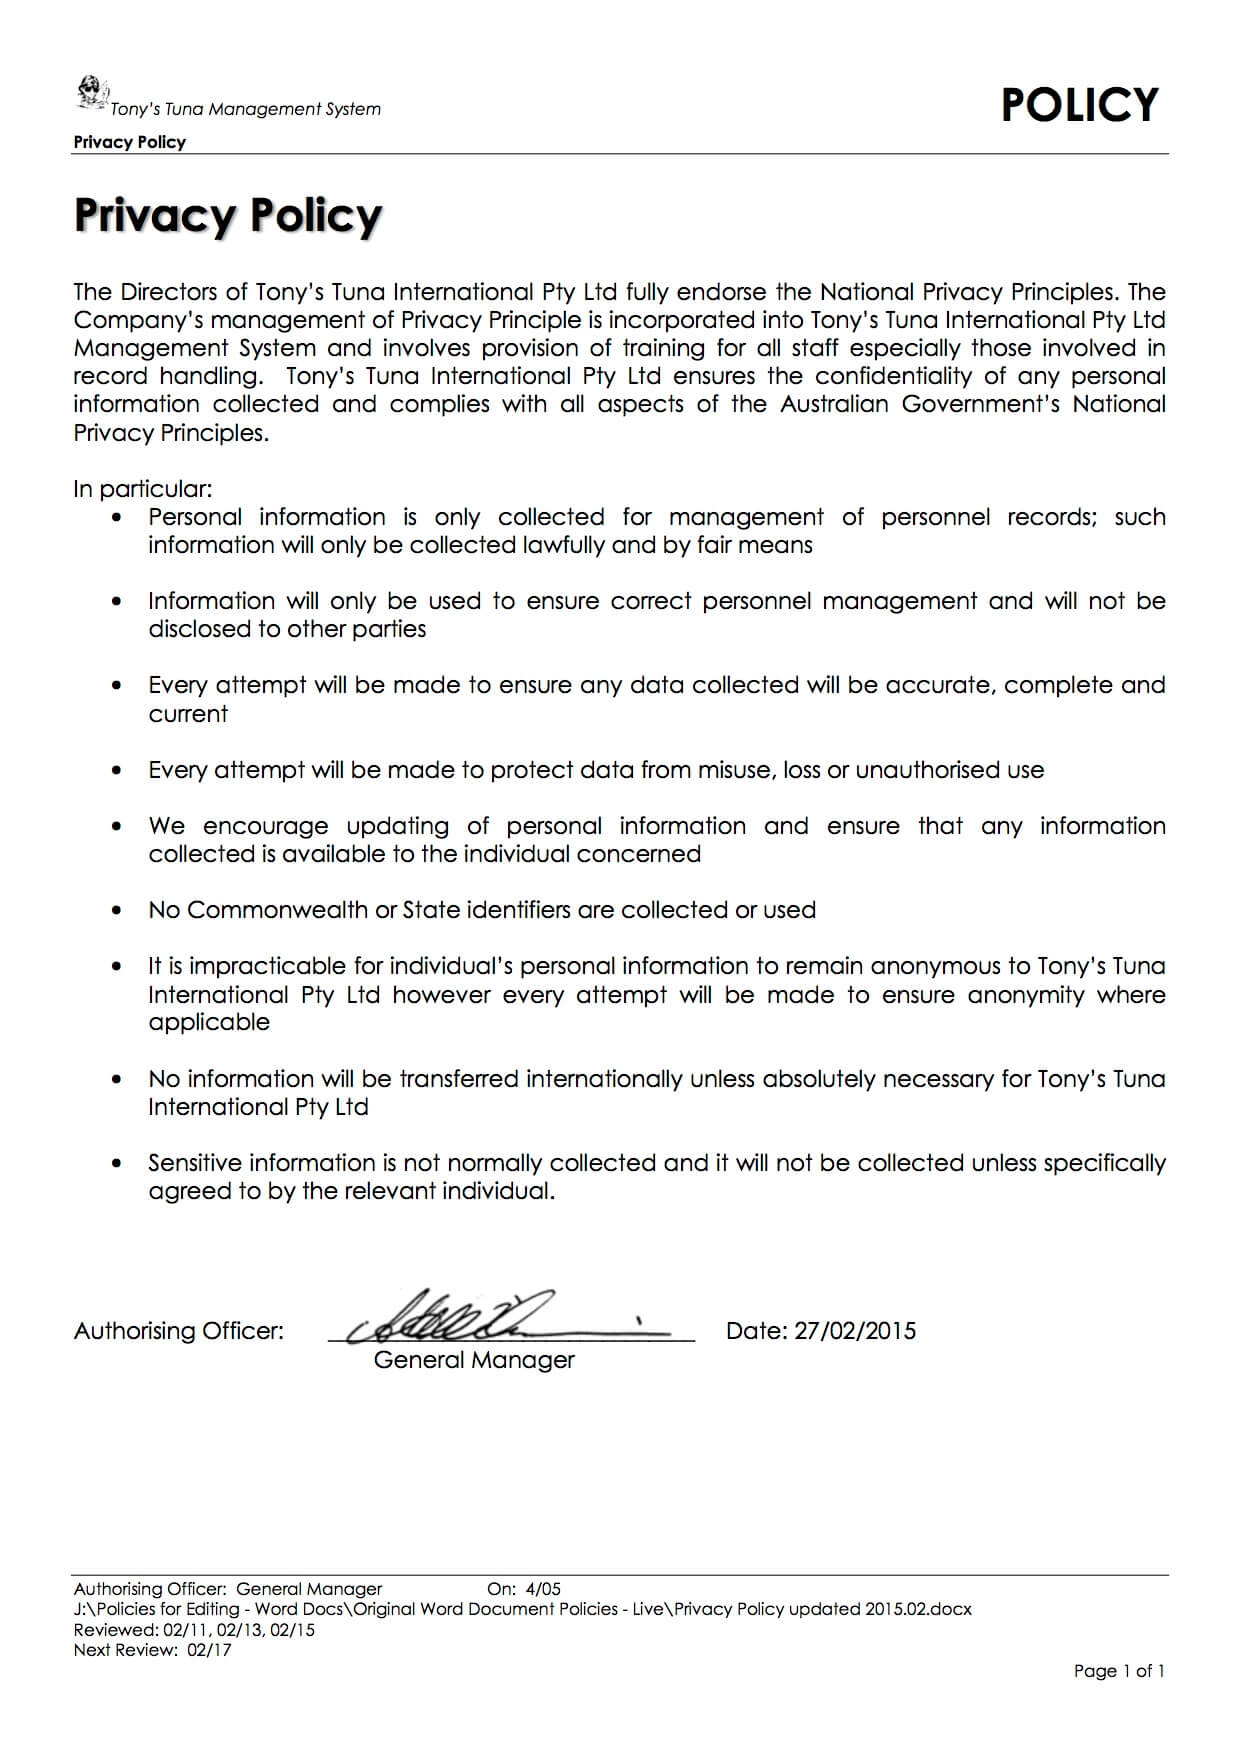 Tony's Tuna Management System
POLICY
Privacy Policy
Privacy Policy
The Directors of Tony's Tuna International Pty Ltd fully endorse the National Privacy Principles. The
Company's management of Privacy Principle is incorporated into Tony's Tuna International Pty Ltd
Management System and involves provision of training for all staff especially those involved in
record handling.  Tony's Tuna International Pty Ltd ensures the confidentiality of any personal
information collected and complies with all aspects of the Australian Government's National
Privacy Principles.
In particular:
• Personal information is only collected for management of personnel records; such
information will only be collected lawfully and by fair means
• Information will only be used to ensure correct personnel management and will not be
disclosed to other parties
• Every attempt will be made to ensure any data collected will be accurate, complete and
current
• Every attempt will be made to protect data from misuse, loss or unauthorised use
• We encourage updating of personal information and ensure that any information
collected is available to the individual concerned
• No Commonwealth or State identifiers are collected or used
• It is impracticable for individual's personal information to remain anonymous to Tony's Tuna
International Pty Ltd however every attempt will be made to ensure anonymity where
applicable
• No information will be transferred internationally unless absolutely necessary for Tony's Tuna
International Pty Ltd
• Sensitive information is not normally collected and it will not be collected unless specifically
agreed to by the relevant individual.
Authorising Officer: Date: 27/02/2015
General Manager
Authorising Officer:  General Manager On:  4/05
J:\Policies for Editing - Word Docs\Original Word Document Policies - Live\Privacy Policy updated 2015.02.docx
Reviewed: 02/11, 02/13, 02/15
Next Review:  02/17
Page 1 of 1